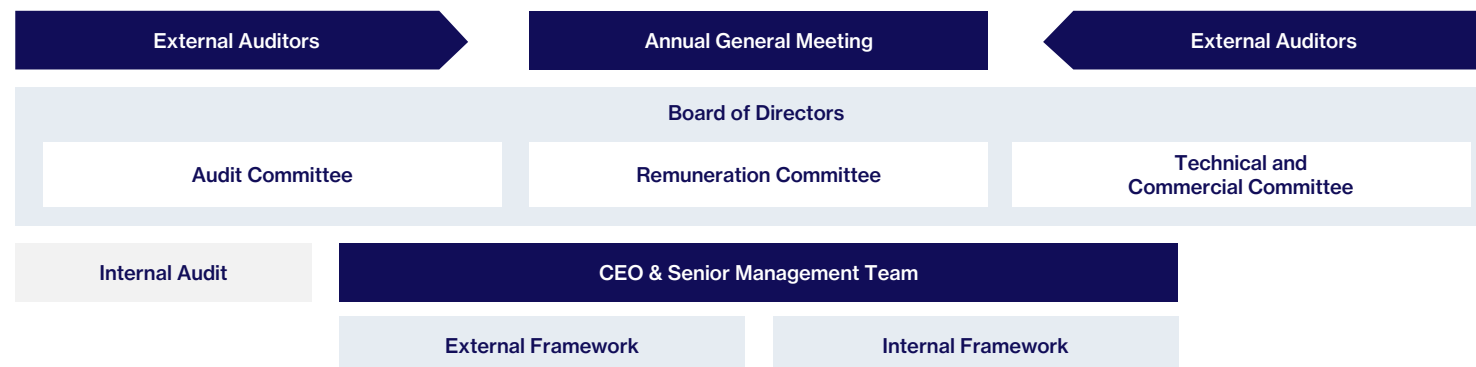 External Auditors
Annual General Meeting
External Auditors
Board of Directors
Audit Committee
Remuneration Committee
Technical and
Commercial Committee
Internal Audit
CEO & Senior Management Team
External Framework
Internal Framework